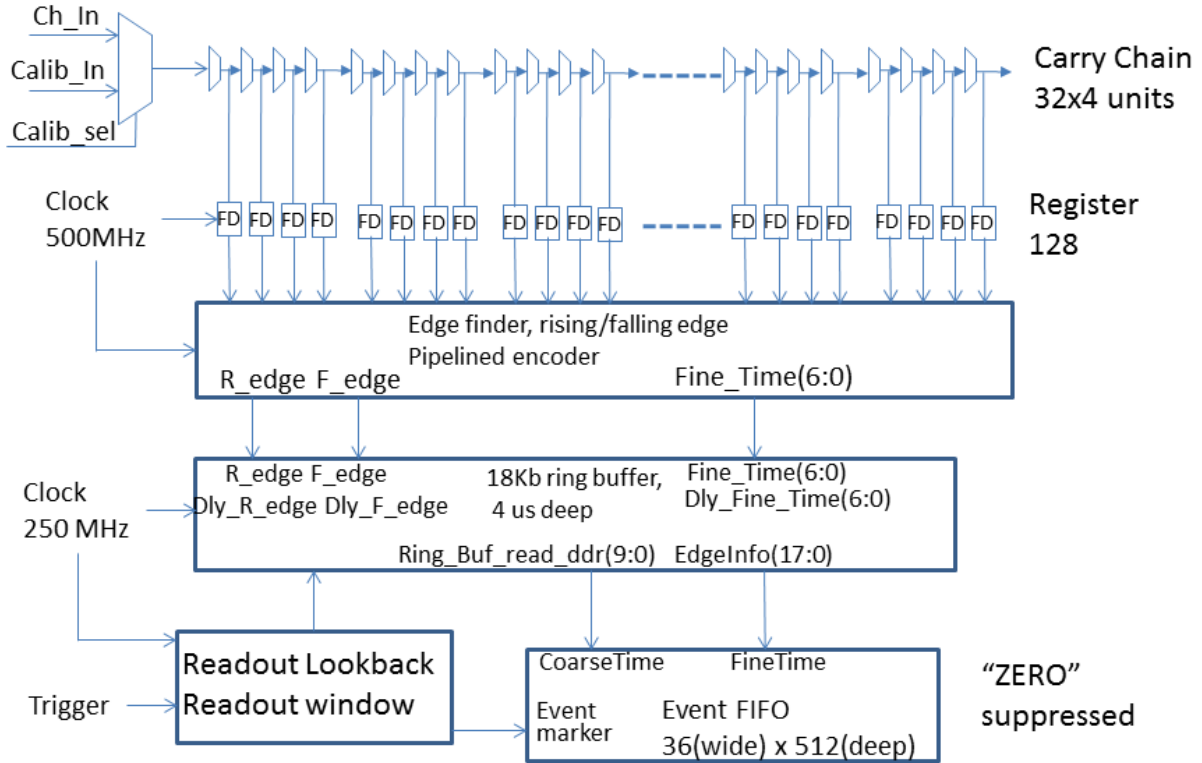 Ch_In
Calib_In
Calib_sel
Carry Chain
32x4 units
Clock
500MHz
FD FD FD FD FD FD FD FD FD FD FD FD FD FD FD FD FD FD FD FD
Register
128
Edge finder, rising/falling edge
Pipelined encoder
R_edge F_edge
Fine_Time(6:0)
Clock
250 MHz
R_edge F_edge
Dly_R_edge Dly_F_edge
18Kb ring buffer,
4 us deep
Fine_Time(6:0)
Dly_Fine_Time(6:0)
Ring_Buf_read_ddr(9:0)
EdgeInfo(17:0)
Trigger
Readout Lookback
Readout window
CoarseTime
FineTime
Event
marker
Event FIFO
36(wide) x 512(deep)
“ZERO”
suppressed